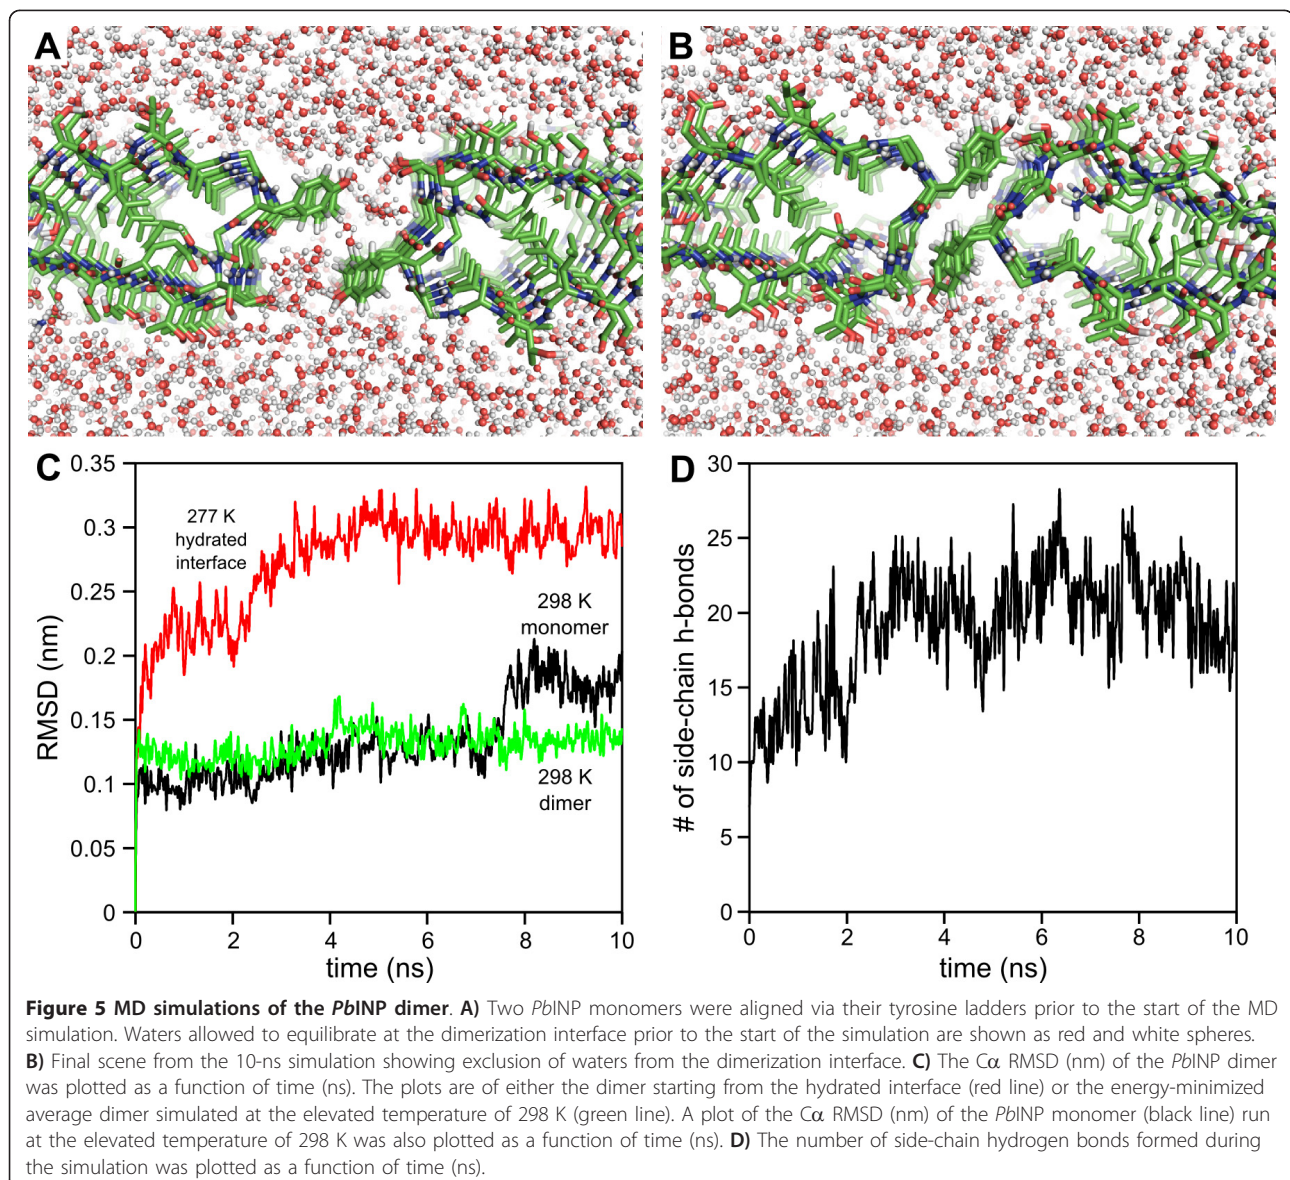 A
B
C
0.35
0.3
0.25
0.2
0.15
0.1
0.05
0
RMSD (nm)
277 K
hydrated
interface
298 K
monomer
298 K
dimer
0 2 4 6 8 10
time (ns)
D
30
25
20
15
10
5
0
# of side-chain h-bonds
0 2 4 6 8 10
time (ns)
Figure 5 MD simulations of the PbINP dimer. A) Two PbINP monomers were aligned via their tyrosine ladders prior to the start of the MD
simulation. Waters allowed to equilibrate at the dimerization interface prior to the start of the simulation are shown as red and white spheres.
B) Final scene from the 10-ns simulation showing exclusion of waters from the dimerization interface. C) The Cα RMSD (nm) of the PbINP dimer
was plotted as a function of time (ns). The plots are of either the dimer starting from the hydrated interface (red line) or the energy-minimized
average dimer simulated at the elevated temperature of 298 K (green line). A plot of the Cα RMSD (nm) of the PbINP monomer (black line) run
at the elevated temperature of 298 K was also plotted as a function of time (ns). D) The number of side-chain hydrogen bonds formed during
the simulation was plotted as a function of time (ns).